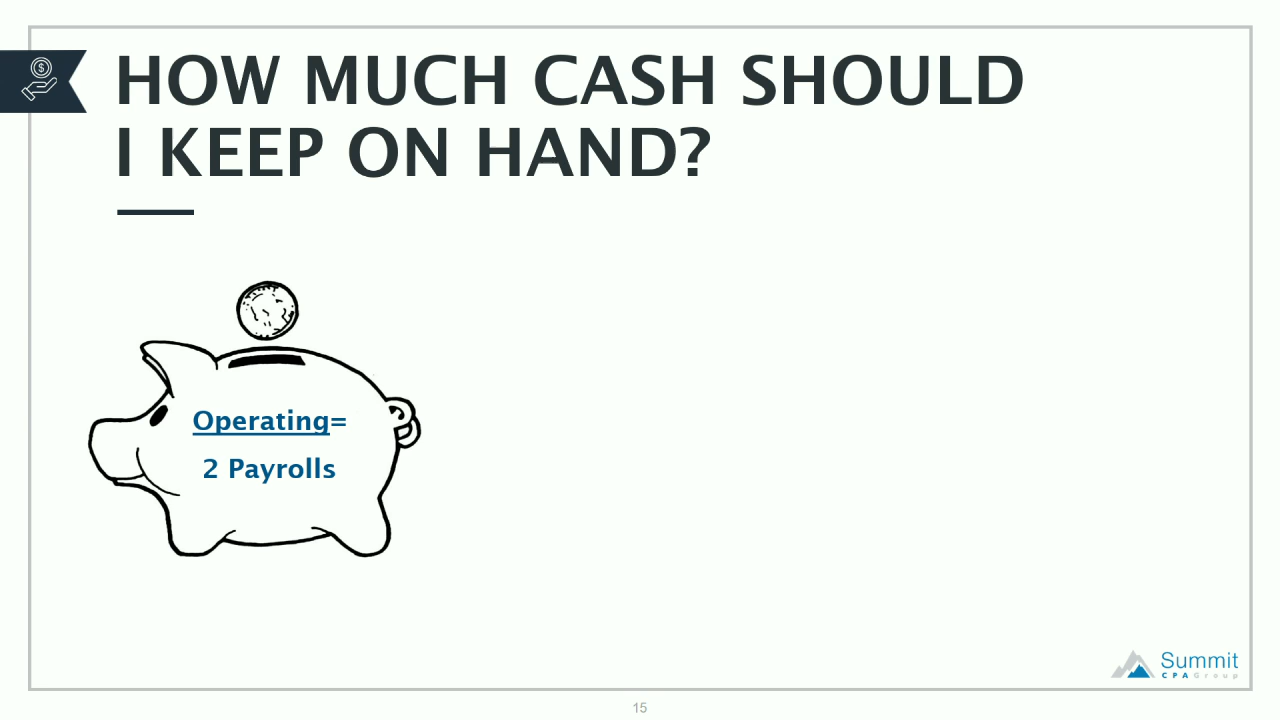 $
HOW MUCH CASH SHOULD
I KEEP ON HAND?
Operating=
2 Payrolls
Summit
CPA Group
15